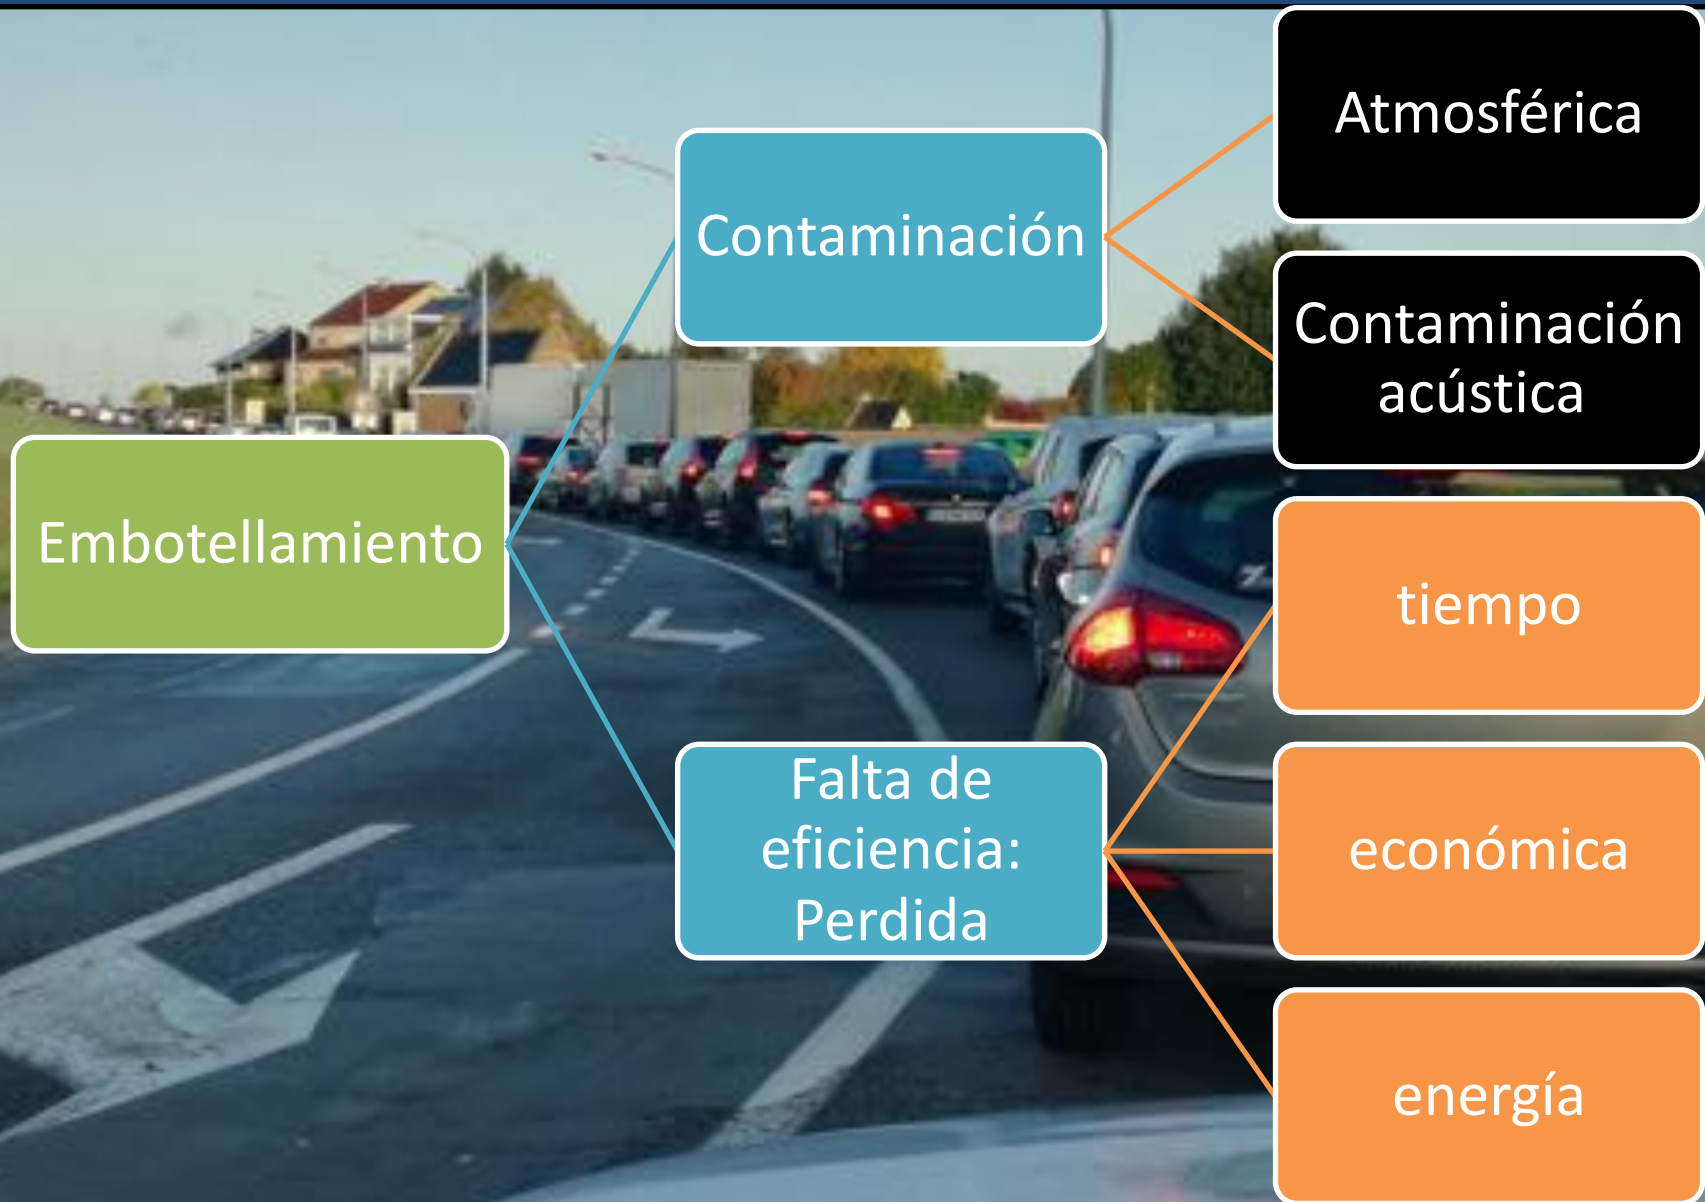 Embotellamiento
Contaminación
Atmosférica
Contaminación
acústica
Falta de
eficiencia:
Perdida
tiempo
económica
energía